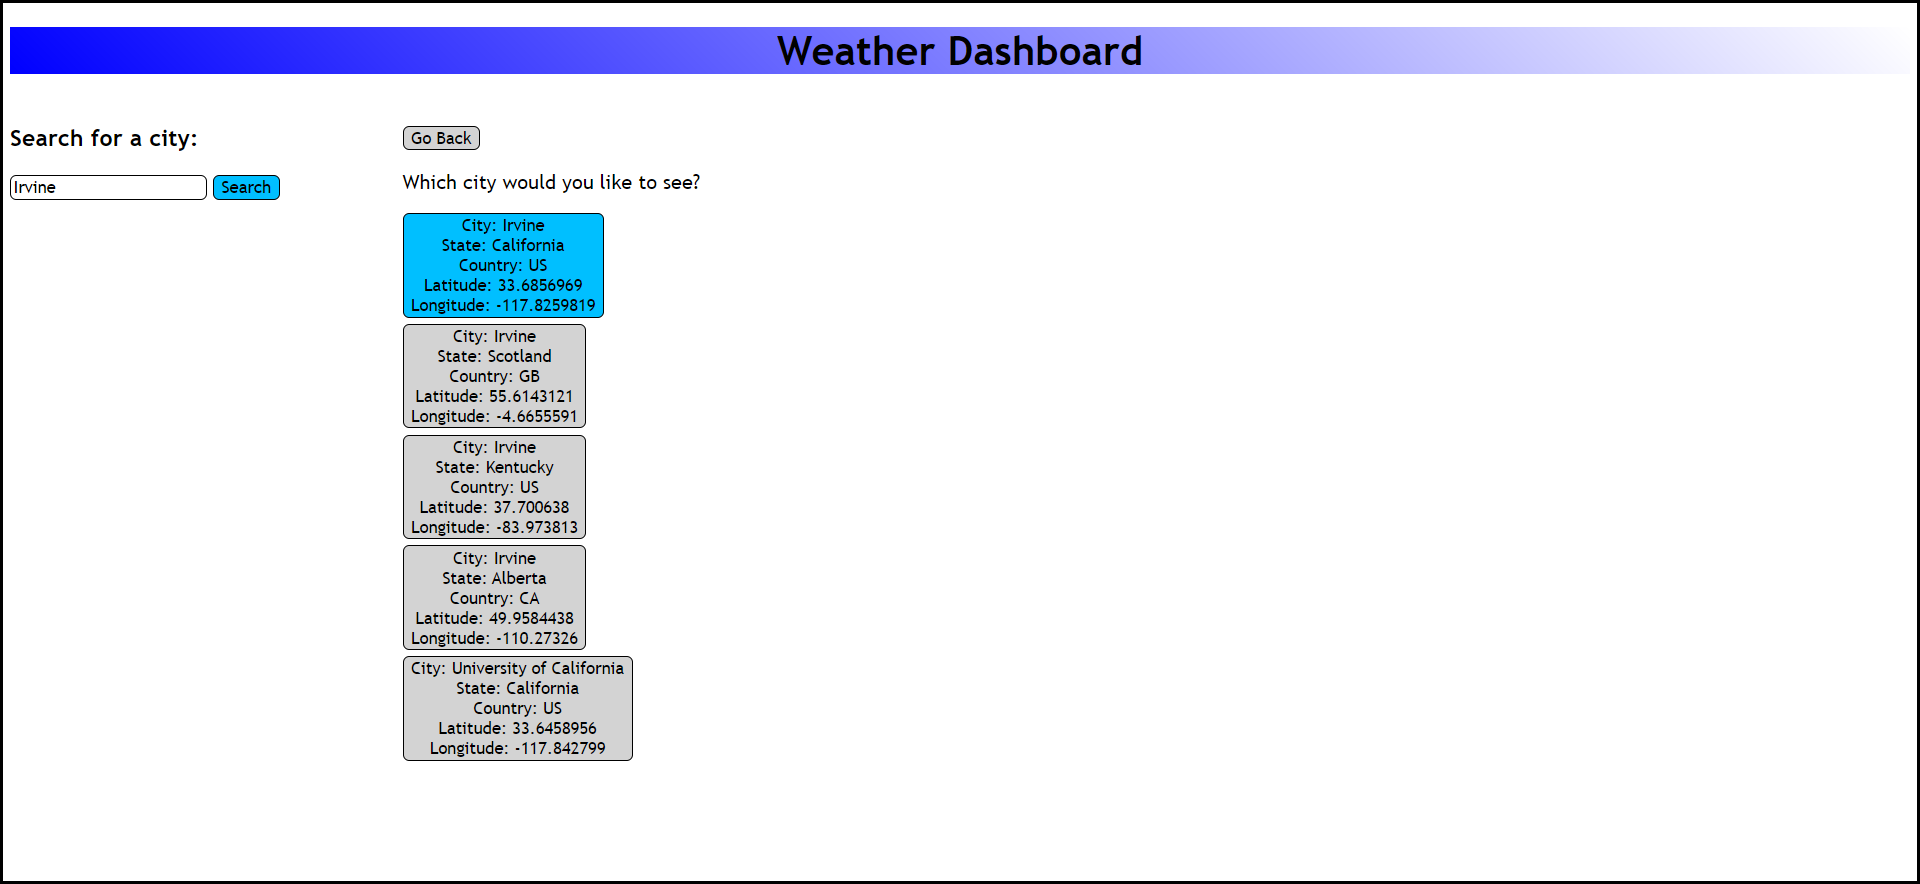 Weather Dashboard
Search for a city:
Irvine
Search
Go Back
Which city would you like to see?
City: Irvine
State: California
Country: US
Latitude: 33.6856969
Longitude: -117.8259819
City: Irvine
State: Scotland
Country: GB
Latitude: 55.6143121
Longitude: -4.6655591
City: Irvine
State: Kentucky
Country: US
Latitude: 37.700638
Longitude: -83.973813
City: Irvine
State: Alberta
Country: CA
Latitude: 49.9584438
Longitude: -110.27326
City: University of California
State: California
Country: US
Latitude: 33.6458956
Longitude: -117.842799